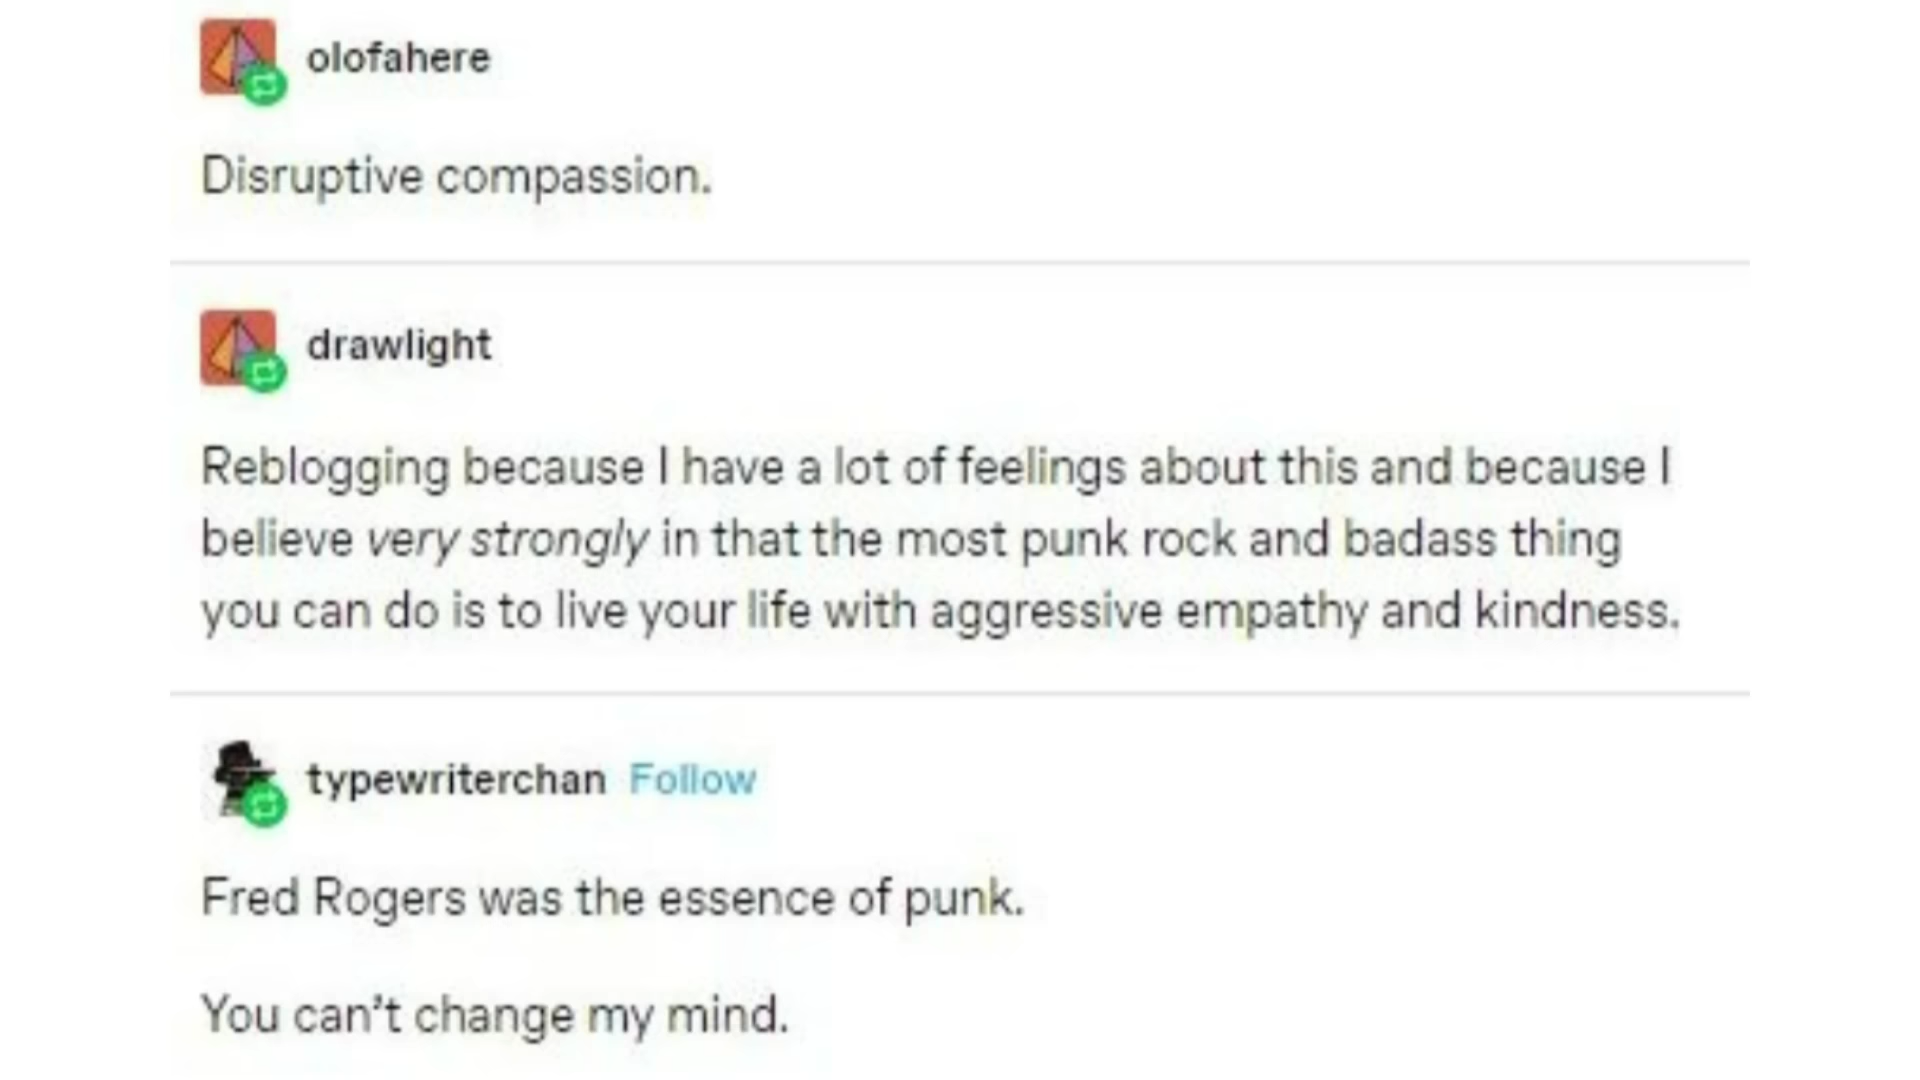 olofahere
Disruptive compassion.
drawlight
Reblogging because I have a lot of feelings about this and because I
believe very strongly in that the most punk rock and badass thing
you can do is to live your life with aggressive empathy and kindness.
typewriterchan Follow
Fred Rogers was the essence of punk.
You can't change my mind.